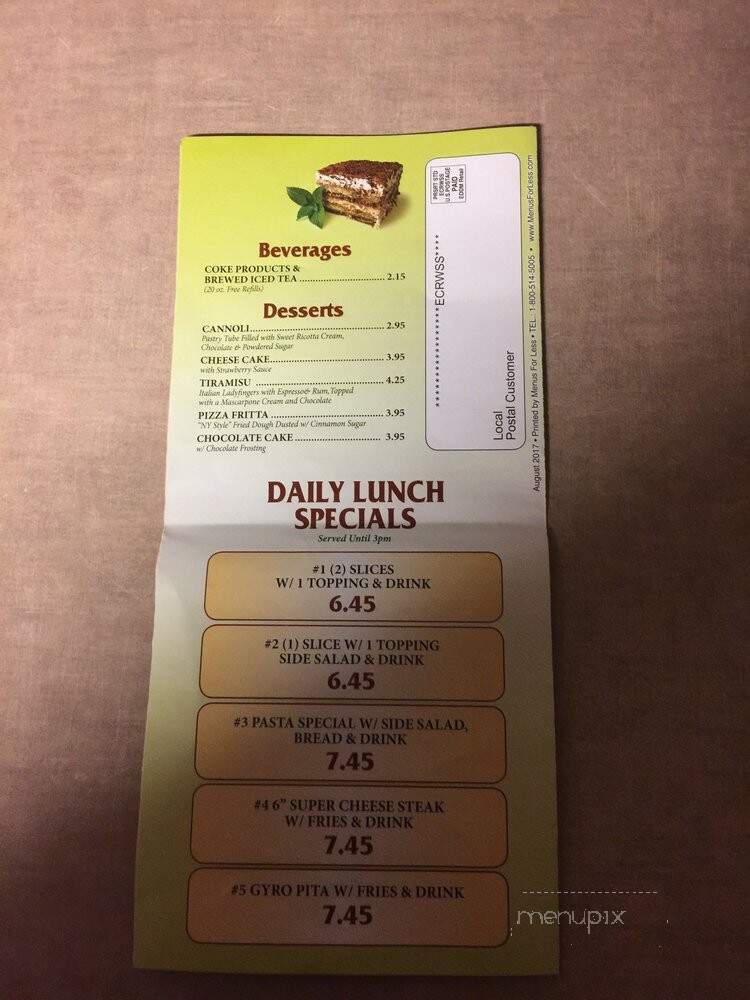 Beverages
COKE PRODUCTS &
BREWED ICED TEA ............................ 2.15
(20 oz. Free Refills)
Desserts
CANNOLI............................................. 2.95
Pastry Tube Filled with Sweet Ricotta Cream,
Chocolate & Powdered Sugar
CHEESE CAKE..................................... 3.95
with Strawberry Sauce
TIRAMISU .......................................... 4.25
Italian Ladyfingers with Espresso& Rum,Topped
with a Mascarpone Cream and Chocolate
PIZZA FRITTA .................................... 3.95
"NY Style" Fried Dough Dusted w/ Cinnamon Sugar
CHOCOLATE CAKE............................ 3.95
w/ Chocolate Frosting
PRSRT STD
ECRWSS
U.S POSTAGE
PAID
EDDM Retail
*******************ECRWSS****
Local
Postal Customer
August 2017 • Printed by Menus For Less • TEL. 1-800-514-5005 • www.MenusForLess.com
DAILY LUNCH
SPECIALS
Served Until 3pm
#1 (2) SLICES
W/ 1 TOPPING & DRINK
6.45
#2 (1) SLICE W/ 1 TOPPING
SIDE SALAD & DRINK
6.45
#3 PASTA SPECIAL W/ SIDE SALAD,
BREAD & DRINK
7.45
#4 6” SUPER CHEESE STEAK
W/ FRIES & DRINK
7.45
#5 GYRO PITA W/ FRIES & DRINK
7.45
menupix